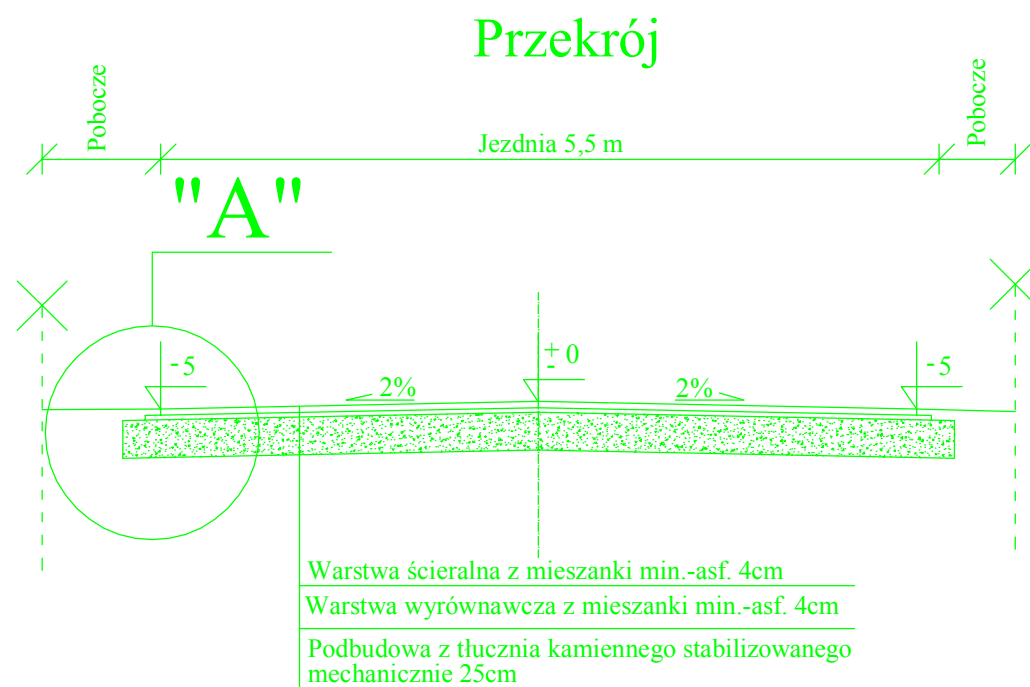 Przekrój
Pobocze
Jezdnia 5,5 m
Pobocze
"A"
-5
+
- 0
-5
2%
2%
Warstwa ścieralna z mieszanki min.-asf. 4cm
Warstwa wyrównawcza z mieszanki min.-asf. 4cm
Podbudowa z tłucznia kamiennego stabilizowanego
mechanicznie 25cm